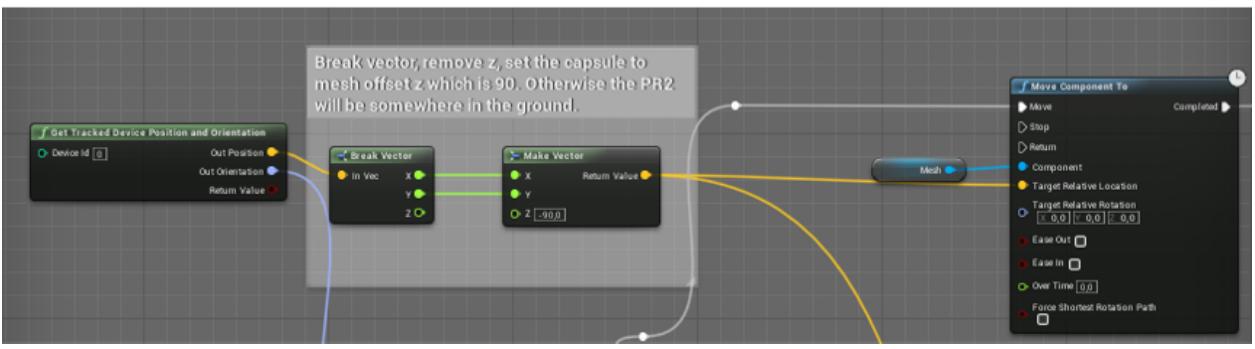 Break vector, remove z, set the capsule to
mesh offset z which is 90. Otherwise the PR2
will be somewhere in the ground.
f Get Tracked Device Position and Orientation
Device Id 0
Out Position
Out Orientation
Return Value
Break Vector
In Vec
X
Y
Z
Make Vector
X
Y
Z -90,0
Return Value
Mesh
f Move Component To
Move
Completed
Stop
Return
Component
Target Relative Location
Target Relative Rotation
X 0,0 Y 0,0 Z 0,0
Ease Out
Ease In
Over Time 0,0
Force Shortest Rotation Path